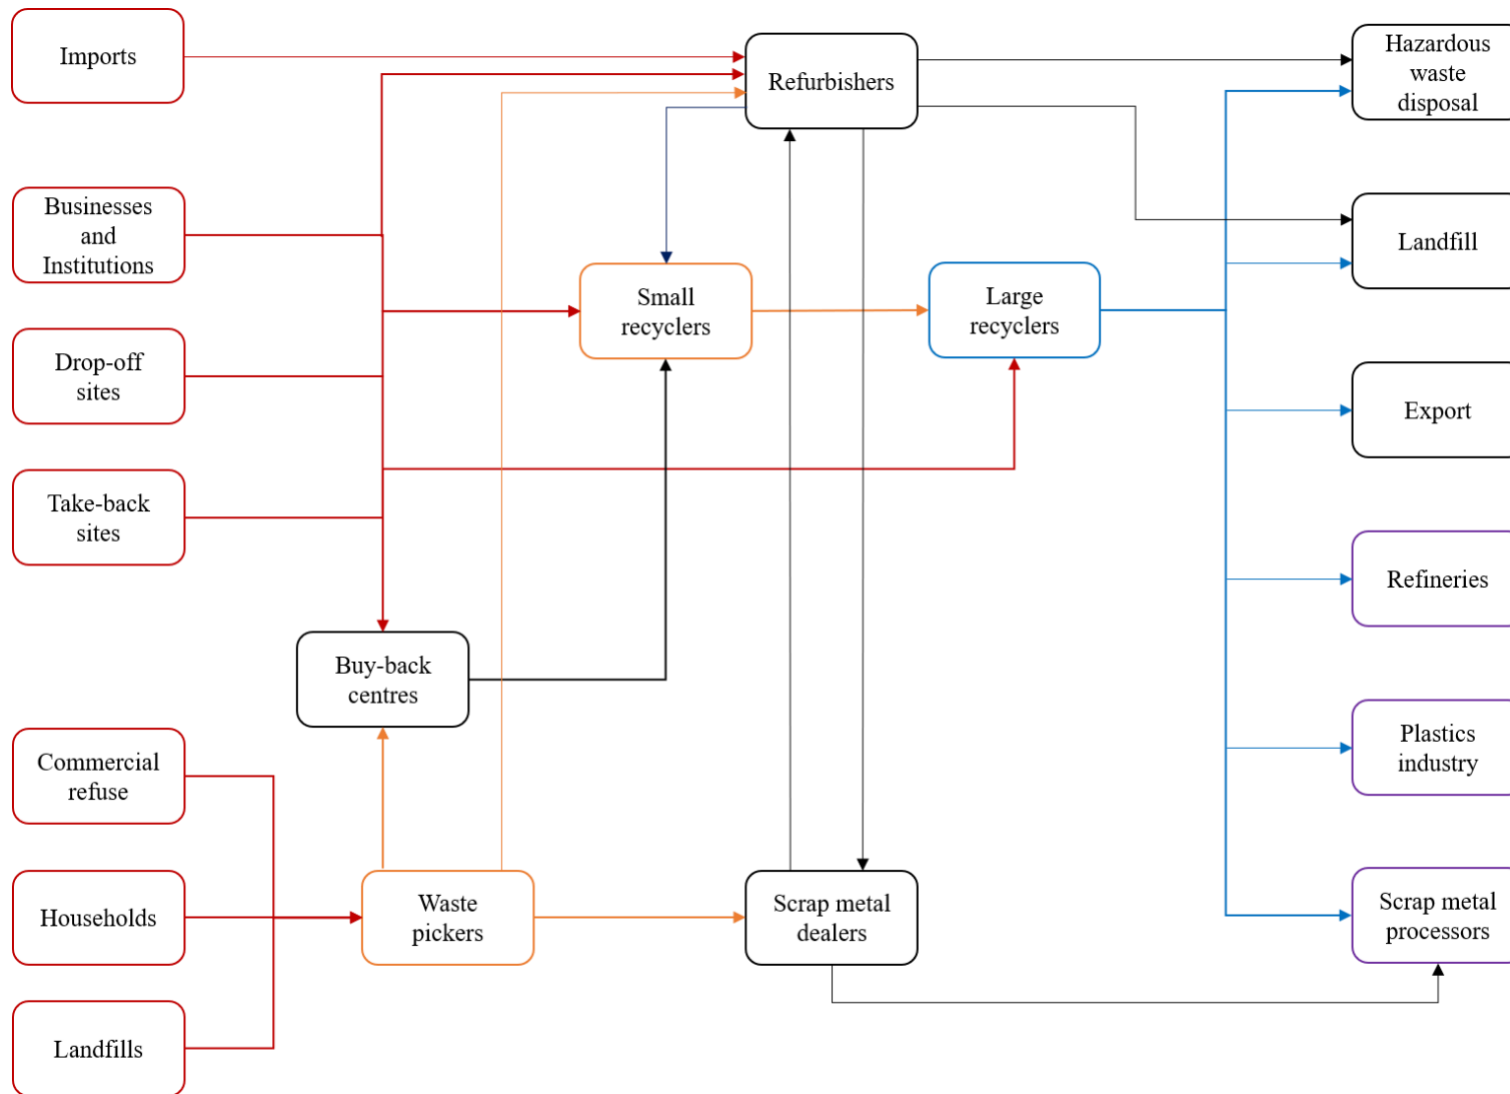 Imports
Refurbishers
Hazardous
waste
disposal
Businesses
and
Institutions
Landfill
Small
recyclers
Large
recyclers
Drop-off
sites
Export
Take-back
sites
Refineries
Buy-back
centres
Commercial
refuse
Plastics
industry
Households
Waste
pickers
Scrap metal
dealers
Scrap metal
processors
Landfills